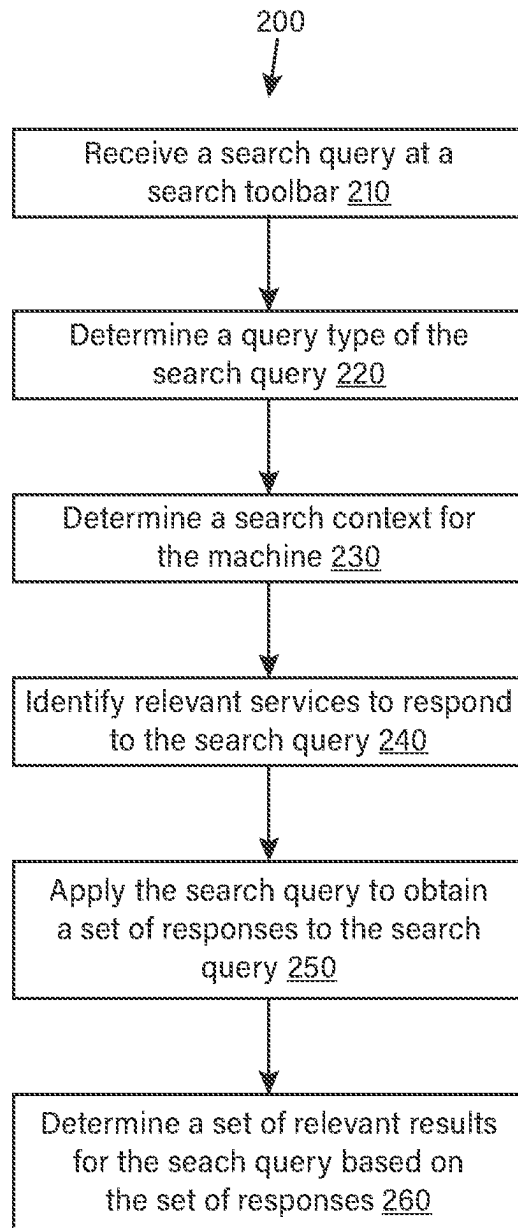 200
Receive a search query at a
search toolbar 210
Determine a query type of the
search query 220
Determine a search context for
the machine 230
Identify relevant services to respond
to the search query 240
Apply the search query to obtain
a set of responses to the search
query 250
Determine a set of relevant results
for the seach query based on
the set of responses 260